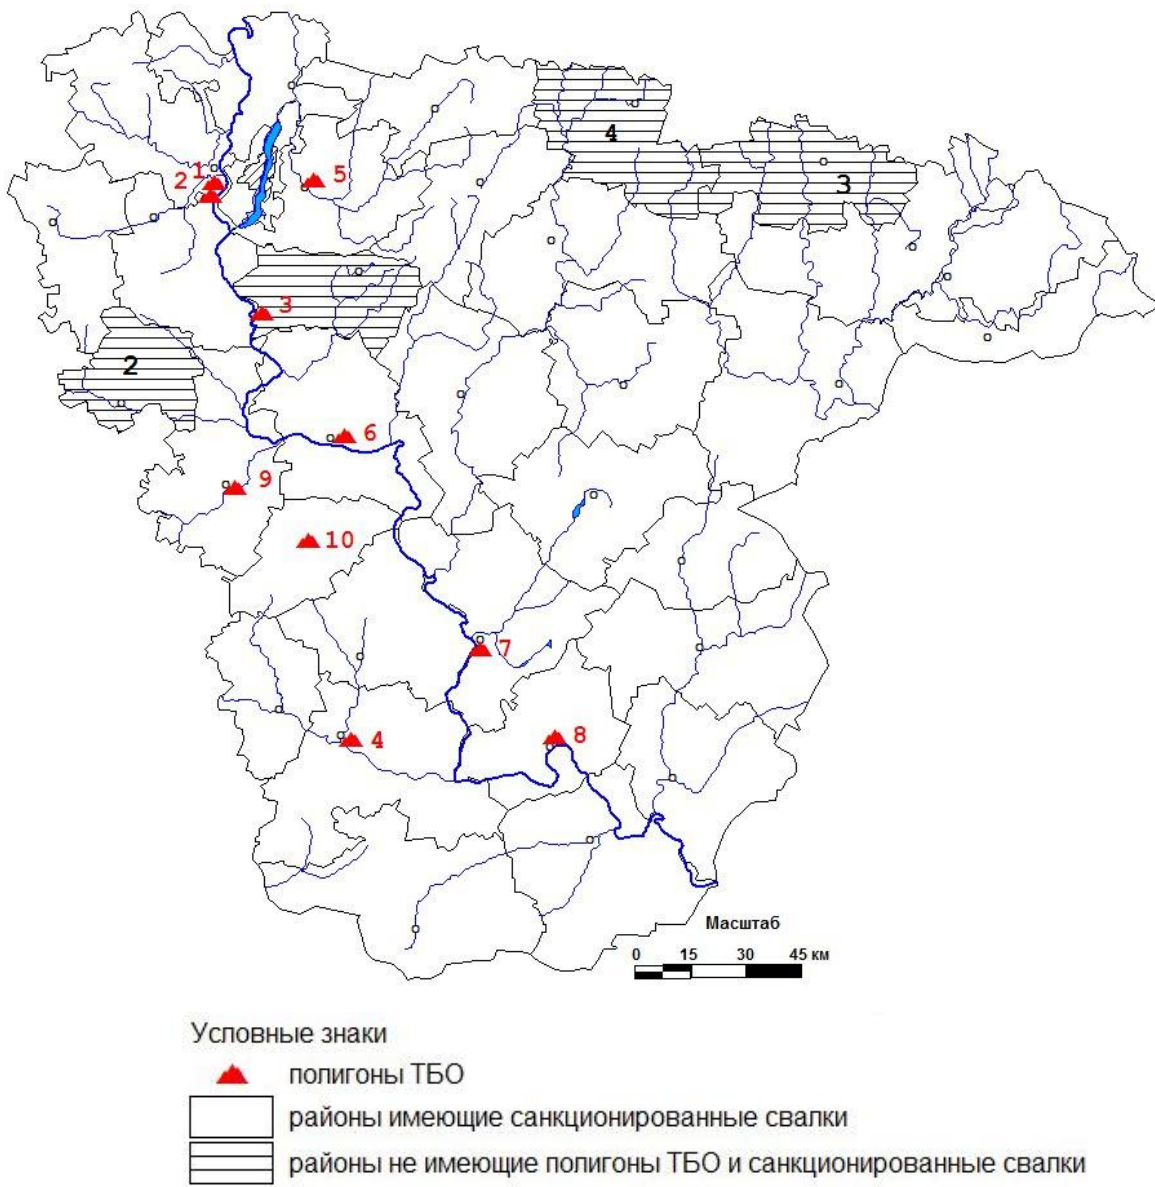 4
1
2
5
3
3
2
6
9
10
7
4
8
Масштаб
0 15 30 45 км
Условные знаки
полигоны ТБО
районы имеющие санкционированные свалки
районы не имеющие полигоны ТБО и санкционированные свалки